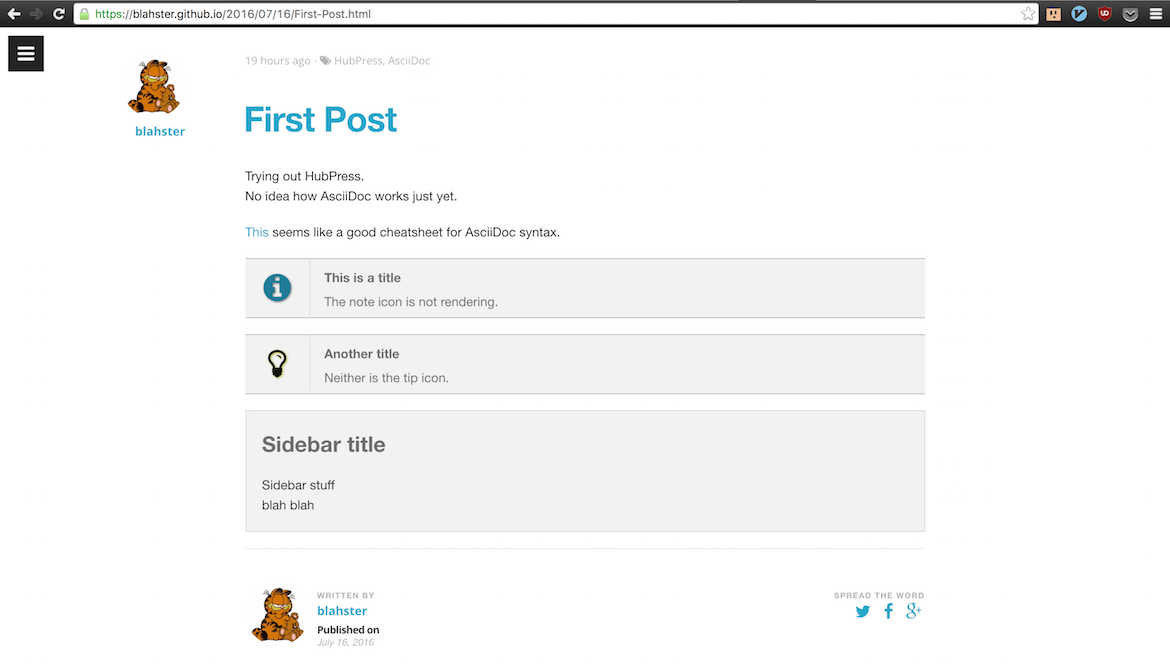 https://blahster.github.io/2016/07/16/First-Post.html
19 hours ago · HubPress, AsciiDoc
blahster
First Post
Trying out HubPress.
No idea how AsciiDoc works just yet.
This seems like a good cheatsheet for AsciiDoc syntax.
This is a title
The note icon is not rendering.
Another title
Neither is the tip icon.
Sidebar title
Sidebar stuff
blah blah
WRITTEN BY
blahster
Published on
July 16, 2016
SPREAD THE WORD